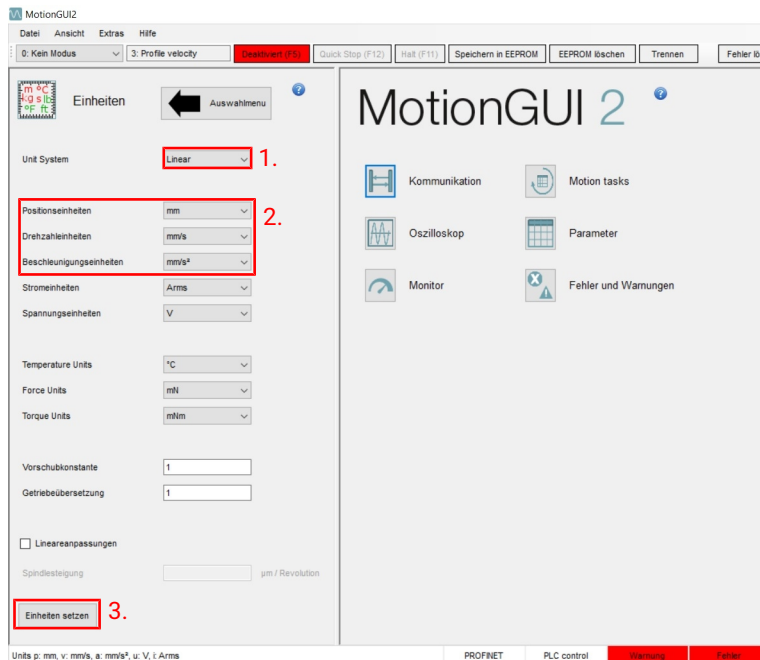 MotionGUI2
Datei Ansicht Extras Hilfe
0: Kein Modus 3: Profile velocity Deaktiviert (F5) Quick Stop (F12) Halt (F11) Speichern in EEPROM EEPROM löschen Trennen Fehler lö
m °C
kg s lb
°F ft
Einheiten
Auswahlmenu
Unit System Linear 1.
Positionseinheiten mm 2.
Drehzahleinheiten mm/s
Beschleunigungseinheiten mm/s²
Stromeinheiten Arms
Spannungseinheiten V
Temperature Units °C
Force Units mN
Torque Units mNm
Vorschubkonstante 1
Getriebeübersetzung 1
Lineareanpassungen
Spindlesteigung µm / Revolution
Einheiten setzen 3.
MotionGUI 2
Kommunikation Motion tasks
Oszilloskop Parameter
Monitor Fehler und Warnungen
Units p: mm, v: mm/s, a: mm/s², u: V, i: Arms PROFINET PLC control Warnung Fehler